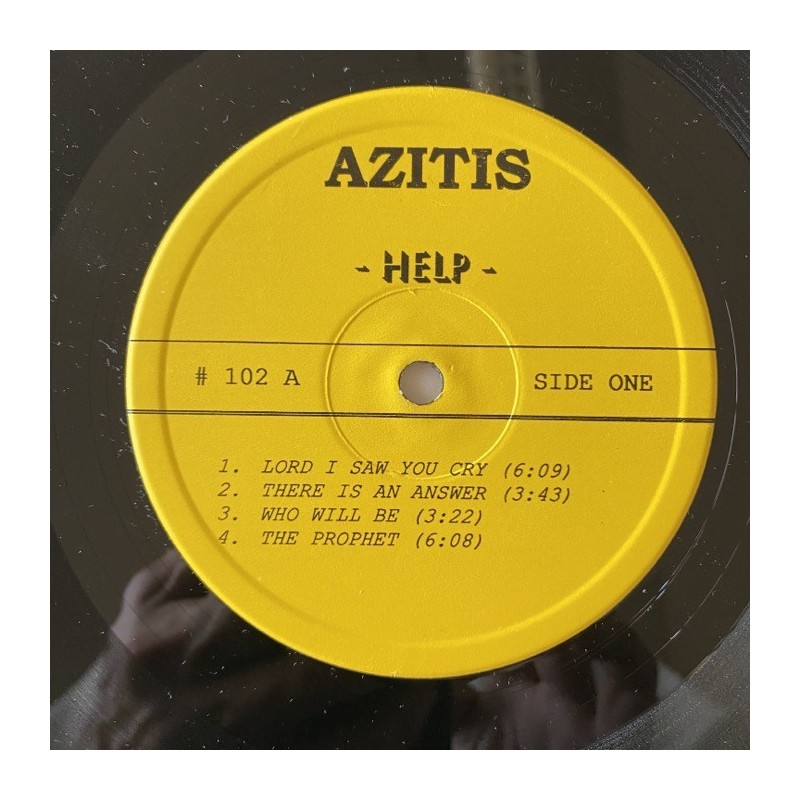 AZITIS
- HELP -
# 102 A SIDE ONE
1. LORD I SAW YOU CRY (6:09)
2. THERE IS AN ANSWER (3:43)
3. WHO WILL BE (3:22)
4. THE PROPHET (6:08)